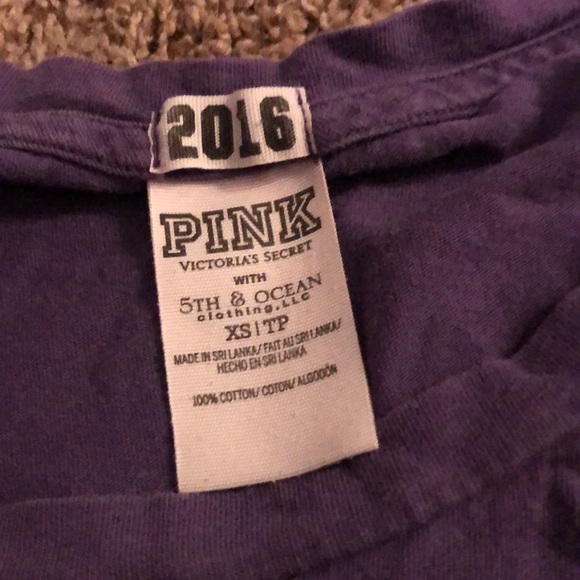 2016
PINK
VICTORIA'S SECRET
WITH
5TH & OCEAN
clothing, LLC
XS | TP
MADE IN SRI LANKA/ FAIT AU SRI LANKA/
HECHO EN SRI LANKA
100% COTTON/ COTON/ ALGODÓN